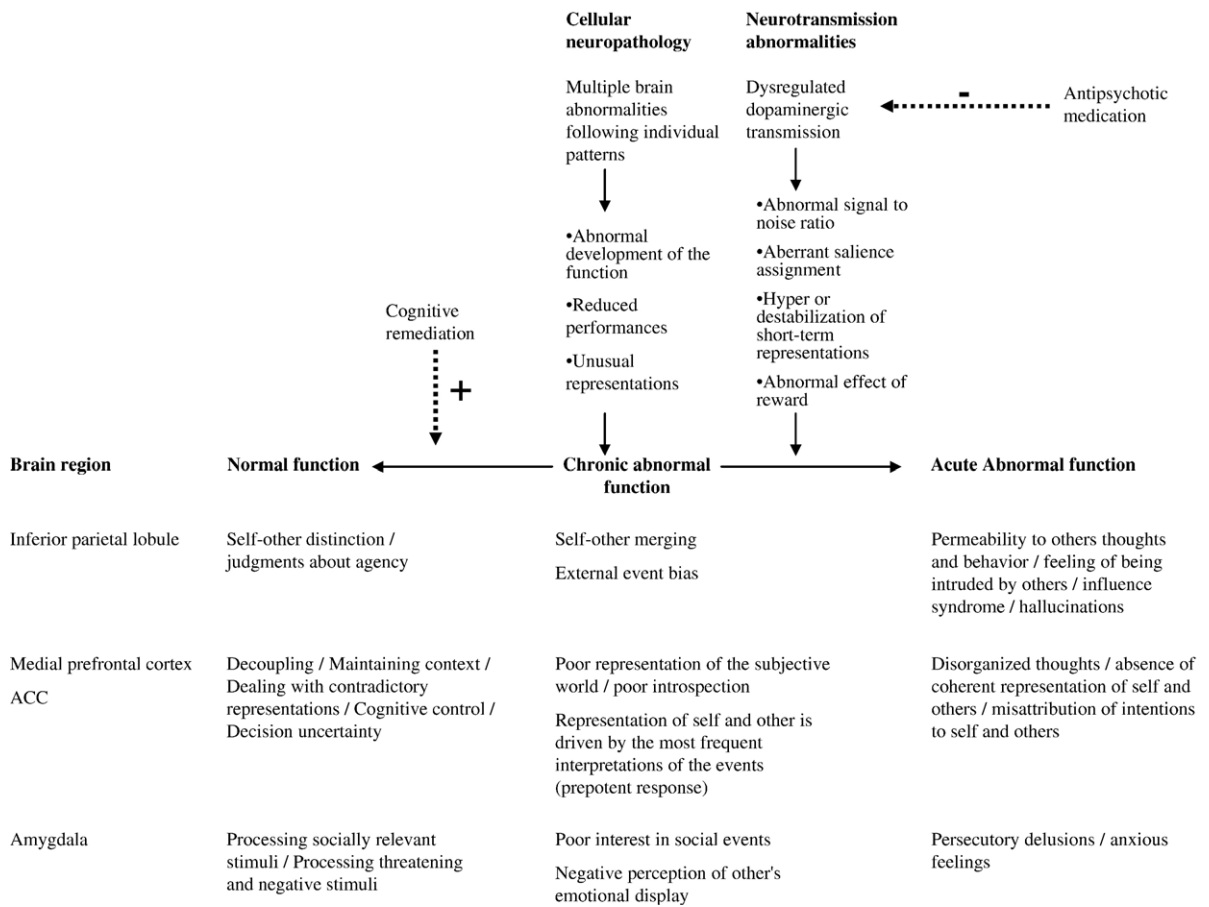 Cellular
neuropathology
Neurotransmission
abnormalities
Multiple brain
abnormalities
following individual
patterns
Dysregulated
dopaminergic
transmission
-
Antipsychotic
medication
•Abnormal
development of the
function
•Reduced
performances
•Unusual
representations
•Abnormal signal to
noise ratio
•Aberrant salience
assignment
•Hyper or
destabilization of
short-term
representations
•Abnormal effect of
reward
Cognitive
remediation
+
Brain region
Normal function
Chronic abnormal
function
Acute Abnormal function
Inferior parietal lobule
Self-other distinction /
judgments about agency
Self-other merging
External event bias
Permeability to others thoughts
and behavior / feeling of being
intruded by others / influence
syndrome / hallucinations
Medial prefrontal cortex
ACC
Decoupling / Maintaining context /
Dealing with contradictory
representations / Cognitive control /
Decision uncertainty
Poor representation of the subjective
world / poor introspection
Representation of self and other is
driven by the most frequent
interpretations of the events
(prepotent response)
Disorganized thoughts / absence of
coherent representation of self and
others / misattribution of intentions
to self and others
Amygdala
Processing socially relevant
stimuli / Processing threatening
and negative stimuli
Poor interest in social events
Negative perception of other's
emotional display
Persecutory delusions / anxious
feelings